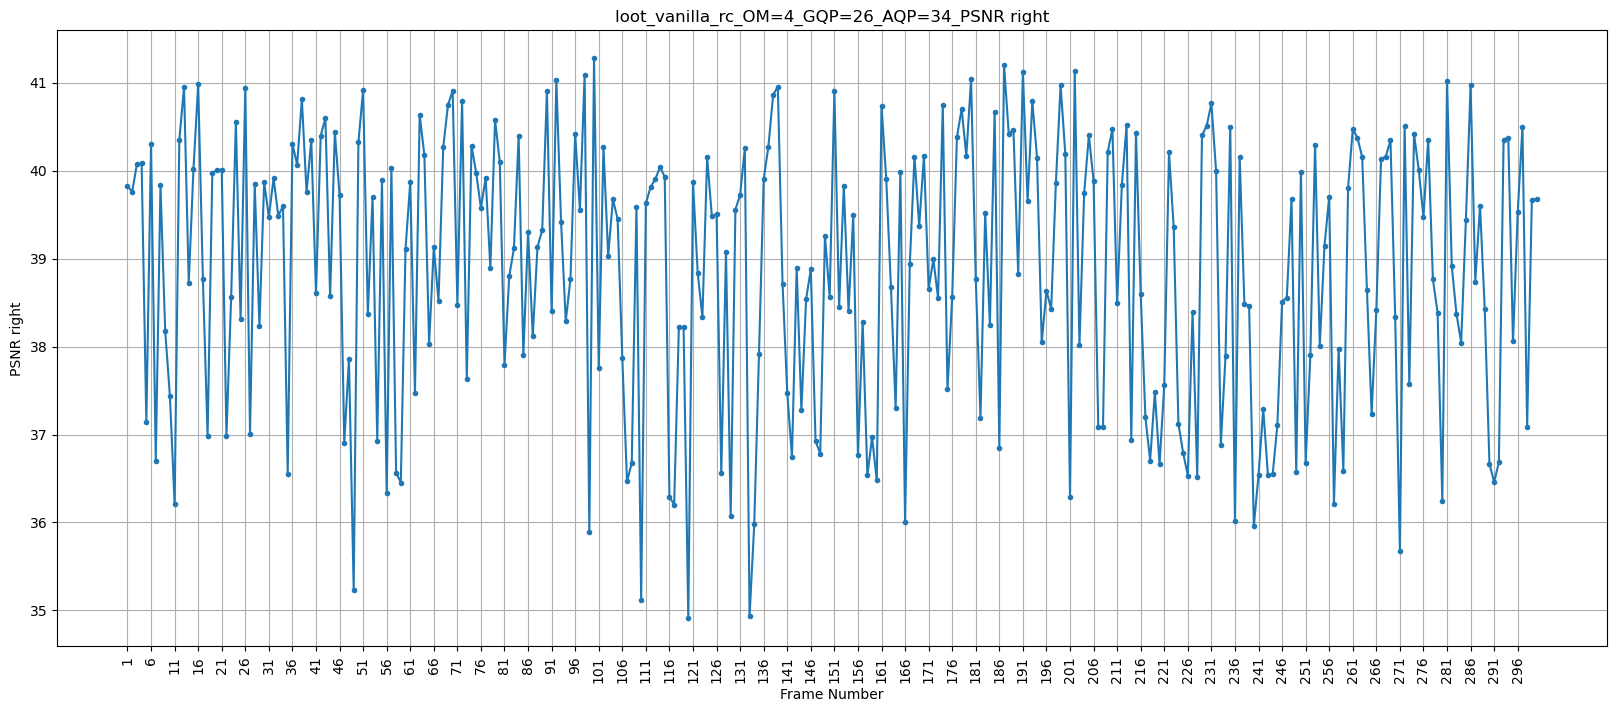 loot_vanilla_rc_OM=4_GQP=26_AQP=34_PSNR right
PSNR right
41
40
39
38
37
36
35
1 6 11 16 21 26 31 36 41 46 51 56 61 66 71 76 81 86 91 96 101 106 111 116 121 126 131 136 141 146 151 156 161 166 171 176 181 186 191 196 201 206 211 216 221 226 231 236 241 246 251 256 261 266 271 276 281 286 291 296
Frame Number